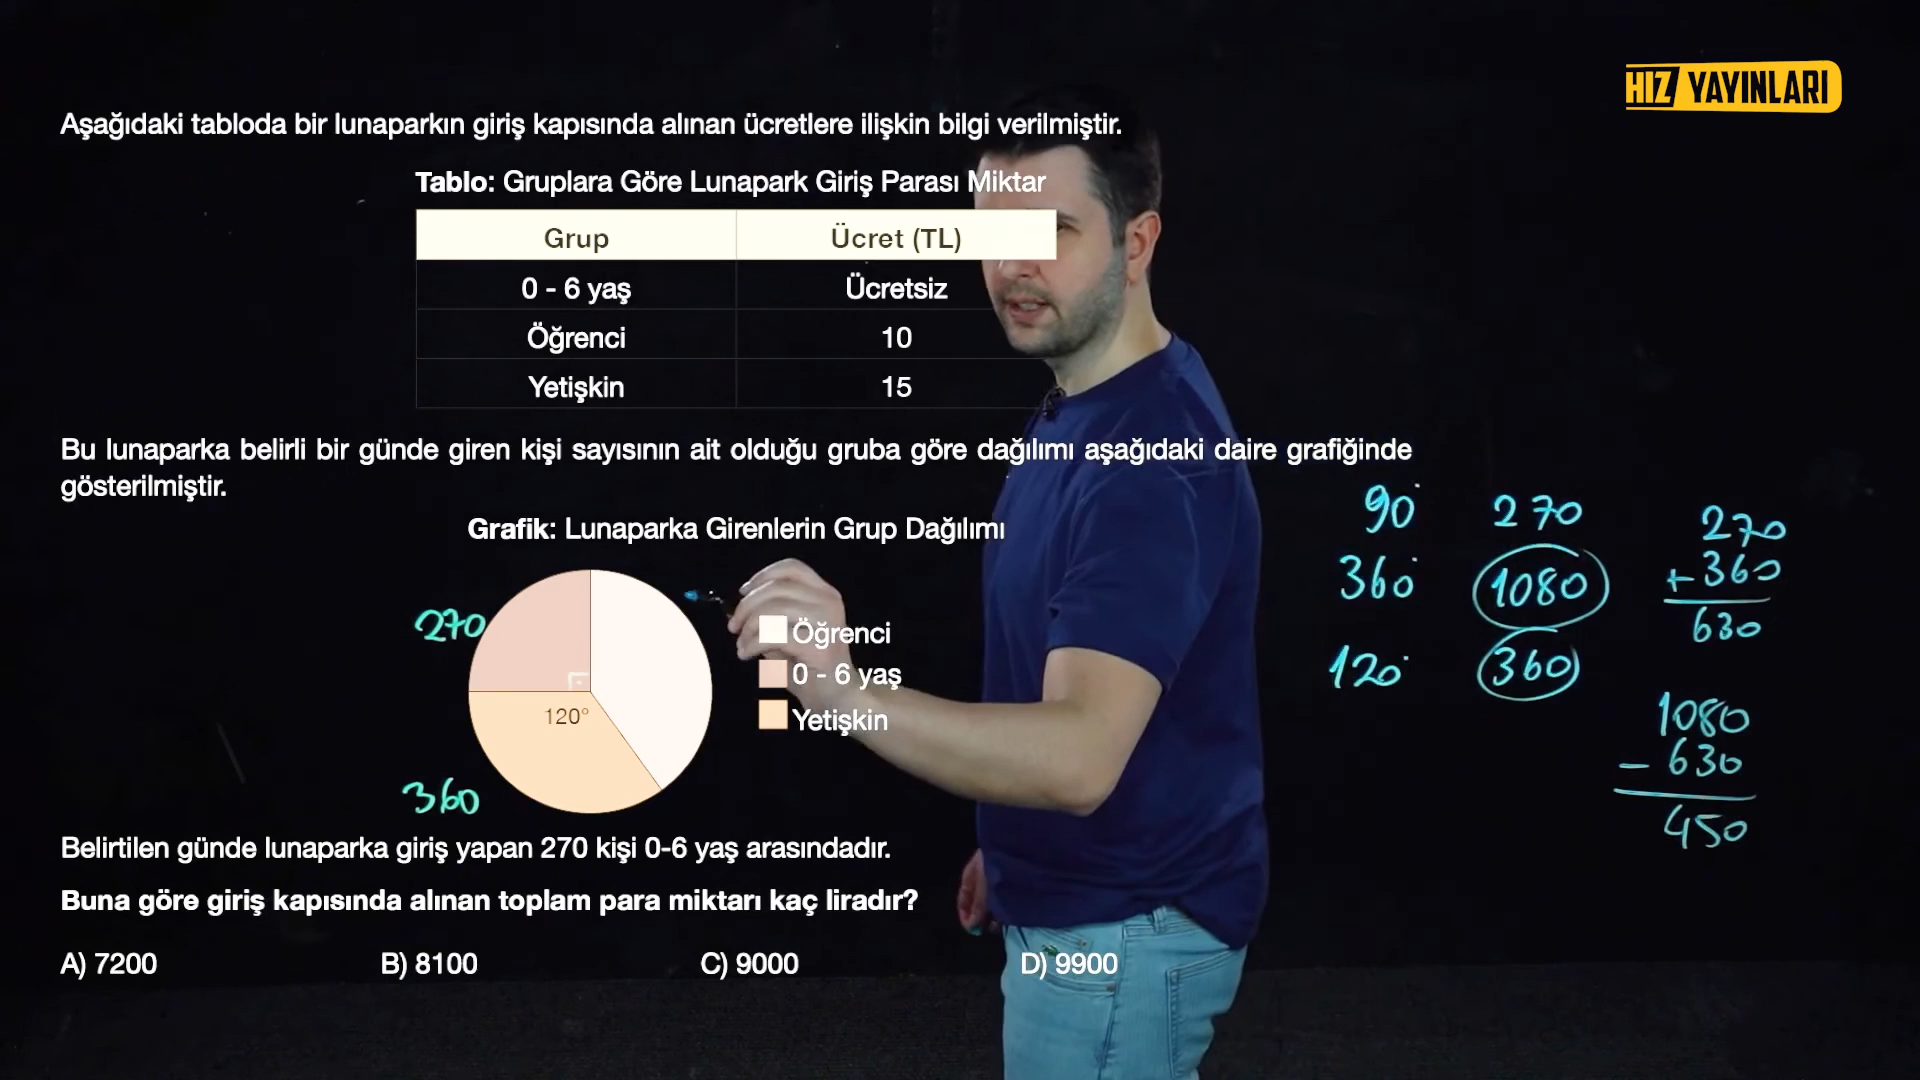 HIZ YAYINLARI
Aşağıdaki tabloda bir lunaparkın giriş kapısında alınan ücretlere ilişkin bilgi verilmiştir.
Tablo: Gruplara Göre Lunapark Giriş Parası Miktar
Grup Ücret (TL)
0 - 6 yaş Ücretsiz
Öğrenci 10
Yetişkin 15
Bu lunaparka belirli bir günde giren kişi sayısının ait olduğu gruba göre dağılımı aşağıdaki daire grafiğinde
gösterilmiştir.
Grafik: Lunaparka Girenlerin Grup Dağılımı
270
120°
360
Öğrenci
0 - 6 yaş
Yetişkin
90° 270
360° 1080
120° 360
270
+360
630
1080
- 630
450
Belirtilen günde lunaparka giriş yapan 270 kişi 0-6 yaş arasındadır.
Buna göre giriş kapısında alınan toplam para miktarı kaç liradır?
A) 7200 B) 8100 C) 9000 D) 9900